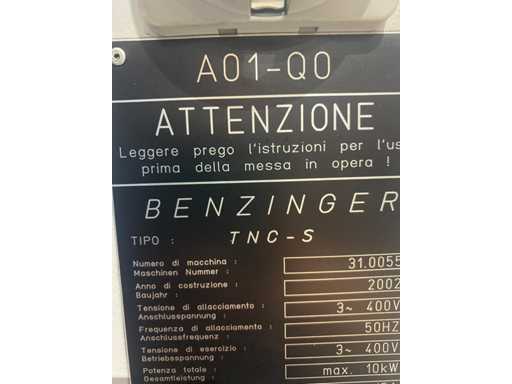 A01-Q0
ATTENZIONE
Leggere prego l'istruzioni per l'us
prima della messa in opera !
BENZINGER
TIPO : TNC-S
Numero di macchina : 31.0055
Maschinen Nummer :
Anno di costruzione : 2002
Baujahr :
Tensione di allacciamento : 3~ 400V
Anschlusspannung :
Frequenza di allacciamento : 50HZ
Anschlussfrequenz :
Tensione di esercizio : 3~ 400V
Betriebsspannung :
Potenza totale : max. 10kW
Gesamtleistung :